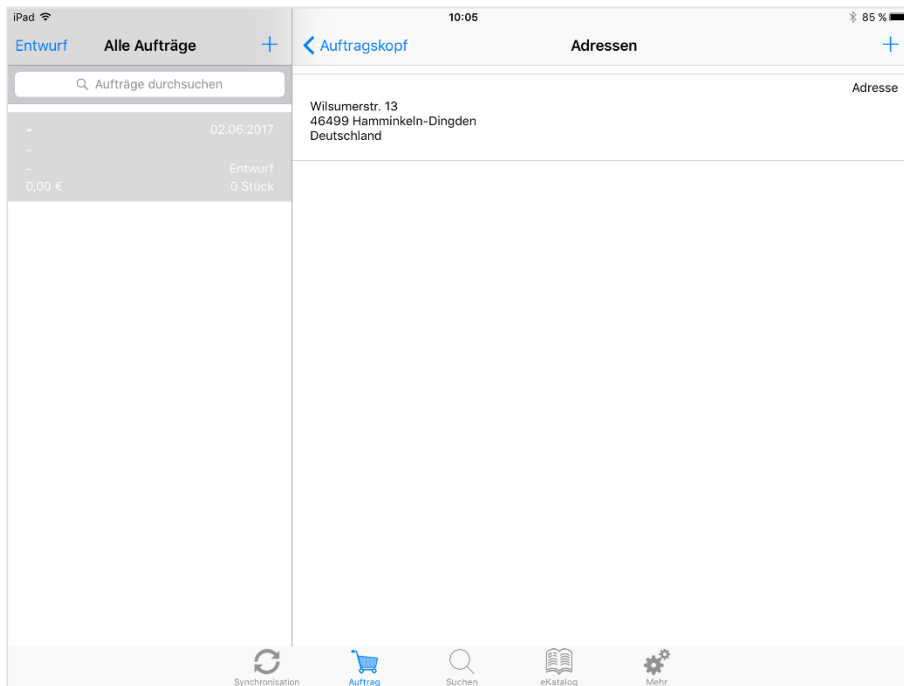 iPad
10:05
85 %
Entwurf
Alle Aufträge
+
Auftragskopf
Adressen
+
Aufträge durchsuchen
-
02.06.2017
-
-
Entwurf
0,00 €
0 Stück
Adresse
Wilsumerstr. 13
46499 Hamminkeln-Dingden
Deutschland
Synchronisation
Auftrag
Suchen
eKatalog
Mehr